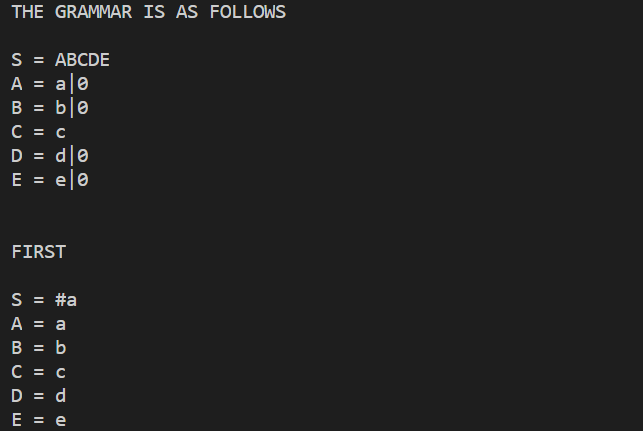 THE GRAMMAR IS AS FOLLOWS
S = ABCDE
A = a|0
B = b|0
C = c
D = d|0
E = e|0
FIRST
S = #a
A = a
B = b
C = c
D = d
E = e